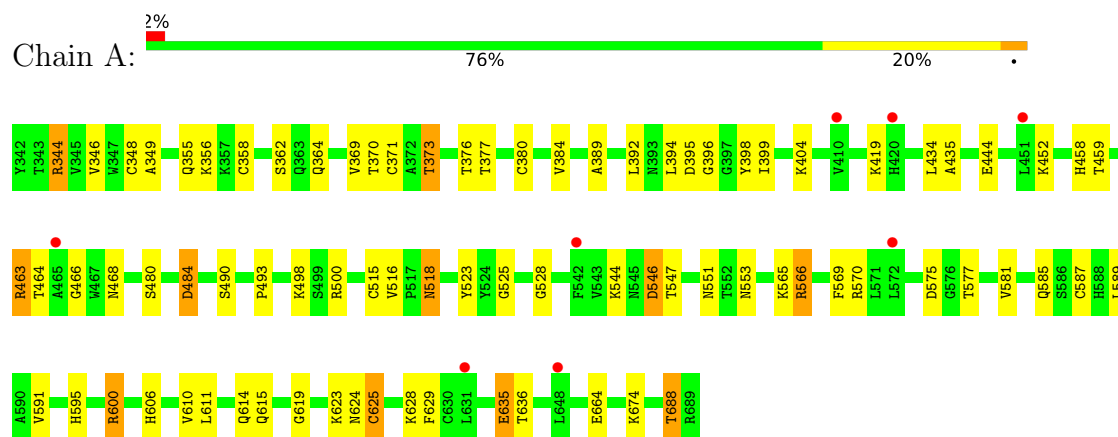 2%
Chain A:
76% 20% •
Y342 T343 R344 V345 V346 W347 C348 A349 Q355 K356 K357 C358 S362 Q363 Q364 V369 T370 C371 A372 T373 T376 T377 C380 V384 A389 L392 N393 L394 D395 G396 G397 Y398 I399 K404 V410 K419 H420 L434 A435 E444 L451 K452 H458 T459
R463 T464 A465 G466 W467 N468 S480 D484 S490 P493 K498 S499 R500 C515 V516 P517 N518 Y523 Y524 G525 G528 F542 V543 K544 N545 D546 T547 N551 T552 N553 K565 R566 F569 R570 L571 L572 D575 G576 T577 V581 Q585 S586 C587 H588
A590 V591 H595 R600 H606 V610 L611 Q614 Q615 G619 K623 N624 C625 K628 F629 C630 L631 E635 T636 L648 E664 K674 T688 R689